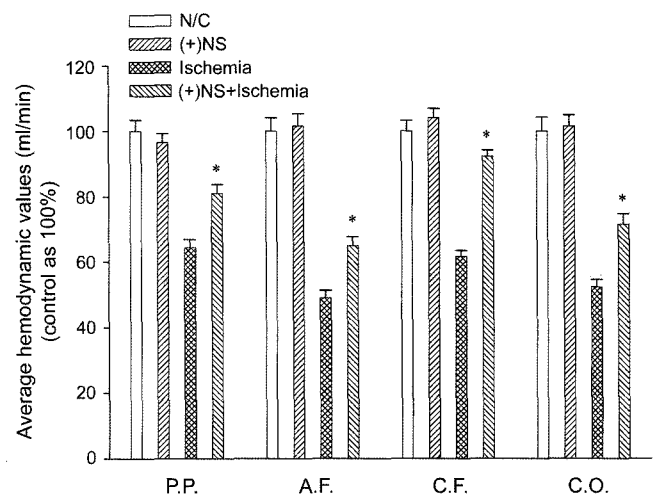 N/C
(+)NS
Ischemia
(+)NS+Ischemia
Average hemodynamic values (ml/min)
(control as 100%)
120
100
80
60
40
20
0
*
*
*
*
P.P.
A.F.
C.F.
C.O.